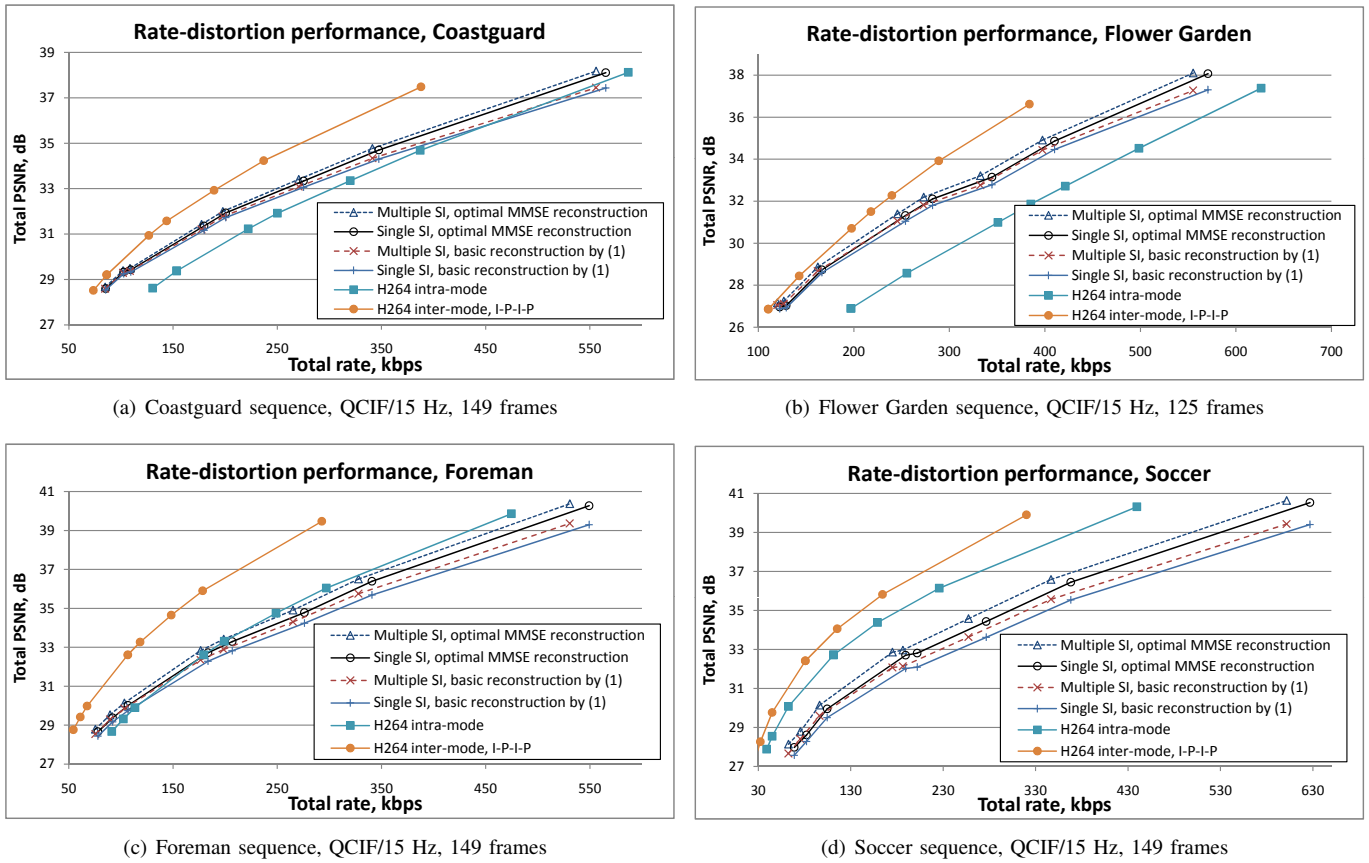 Rate-distortion performance, Coastguard
Total PSNR, dB
39
37
35
33
31
29
27
50
150
250
350
450
550
Total rate, kbps
Multiple SI, optimal MMSE reconstruction
Single SI, optimal MMSE reconstruction
Multiple SI, basic reconstruction by (1)
Single SI, basic reconstruction by (1)
H264 intra-mode
H264 inter-mode, I-P-I-P
(a) Coastguard sequence, QCIF/15 Hz, 149 frames
Rate-distortion performance, Flower Garden
Total PSNR, dB
38
36
34
32
30
28
26
100
200
300
400
500
600
700
Total rate, kbps
Multiple SI, optimal MMSE reconstruction
Single SI, optimal MMSE reconstruction
Multiple SI, basic reconstruction by (1)
Single SI, basic reconstruction by (1)
H264 intra-mode
H264 inter-mode, I-P-I-P
(b) Flower Garden sequence, QCIF/15 Hz, 125 frames
Rate-distortion performance, Foreman
Total PSNR, dB
41
39
37
35
33
31
29
27
50
150
250
350
450
550
Total rate, kbps
Multiple SI, optimal MMSE reconstruction
Single SI, optimal MMSE reconstruction
Multiple SI, basic reconstruction by (1)
Single SI, basic reconstruction by (1)
H264 intra-mode
H264 inter-mode, I-P-I-P
(c) Foreman sequence, QCIF/15 Hz, 149 frames
Rate-distortion performance, Soccer
Total PSNR, dB
41
39
37
35
33
31
29
27
30
130
230
330
430
530
630
Total rate, kbps
Multiple SI, optimal MMSE reconstruction
Single SI, optimal MMSE reconstruction
Multiple SI, basic reconstruction by (1)
Single SI, basic reconstruction by (1)
H264 intra-mode
H264 inter-mode, I-P-I-P
(d) Soccer sequence, QCIF/15 Hz, 149 frames